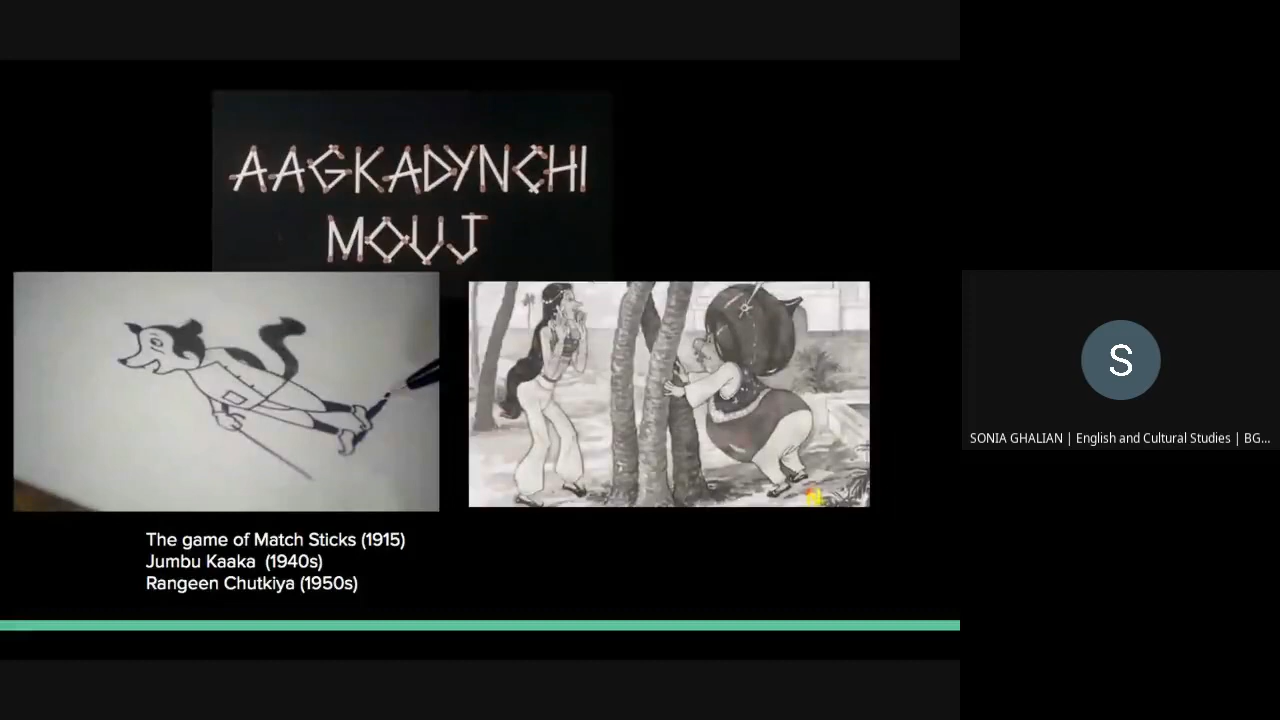 AAGKADYNCHI
MOUJ
The game of Match Sticks (1915)
Jumbu Kaaka (1940s)
Rangeen Chutkiya (1950s)
S
SONIA GHALIAN | English and Cultural Studies | BG...